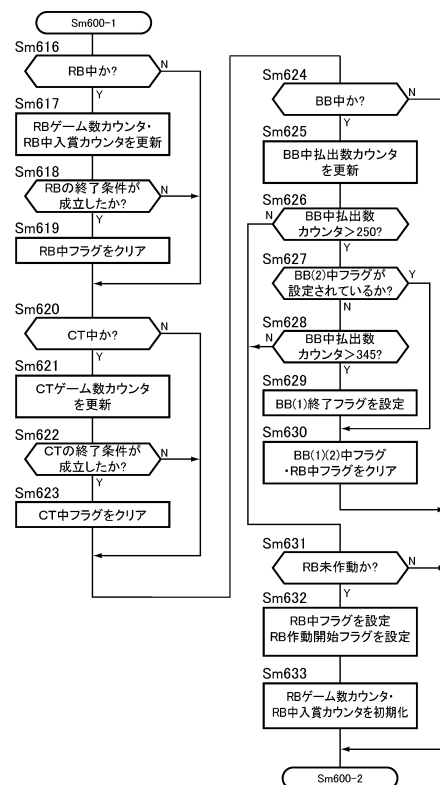 Sm600-1
Sm616
RB中か?
N
Y
Sm617
RBゲーム数カウンタ・
RB中入賞カウンタを更新
Sm618
RBの終了条件が
成立したか?
N
Y
Sm619
RB中フラグをクリア
Sm620
CT中か?
N
Y
Sm621
CTゲーム数カウンタ
を更新
Sm622
CTの終了条件が
成立したか?
N
Y
Sm623
CT中フラグをクリア
Sm624
BB中か?
N
Y
Sm625
BB中払出数カウンタ
を更新
Sm626
N
BB中払出数
カウンタ>250?
Y
Sm627
BB(2)中フラグが
設定されているか?
Y
N
Sm628
N
BB中払出数
カウンタ>345?
Y
Sm629
BB(1)終了フラグを設定
Sm630
BB(1)(2)中フラグ
・RB中フラグをクリア
Sm631
RB未作動か?
N
Y
Sm632
RB中フラグを設定
RB作動開始フラグを設定
Sm633
RBゲーム数カウンタ・
RB中入賞カウンタを初期化
Sm600-2